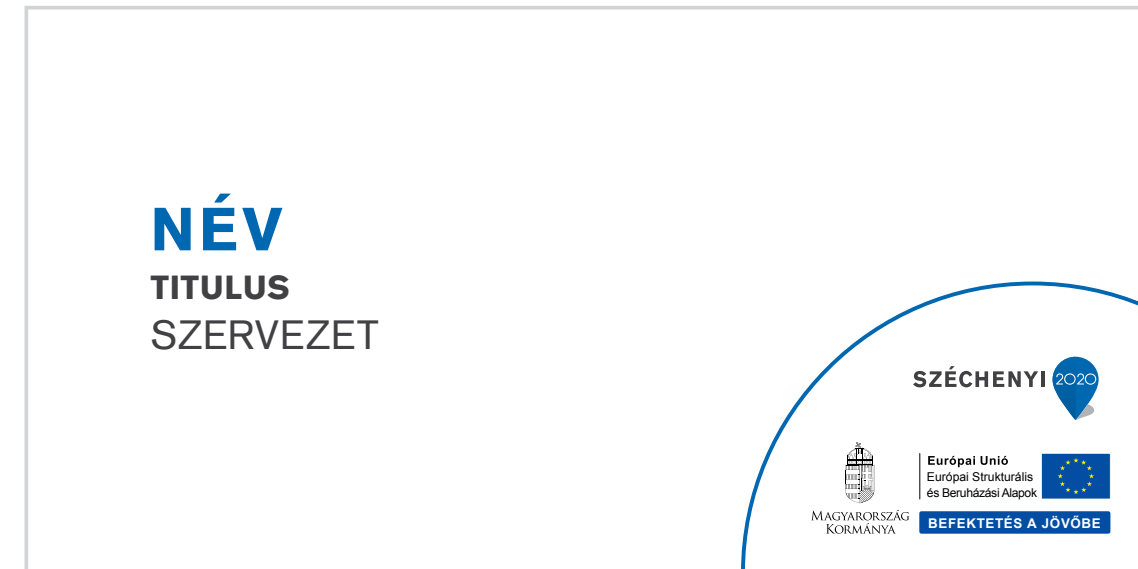 NÉV
TITULUS
SZERVEZET
SZÉCHENYI 2020
MAGYARORSZÁG
KORMÁNYA
Európai Unió
Európai Strukturális
és Beruházási Alapok
BEFEKTETÉS A JÖVŐBE